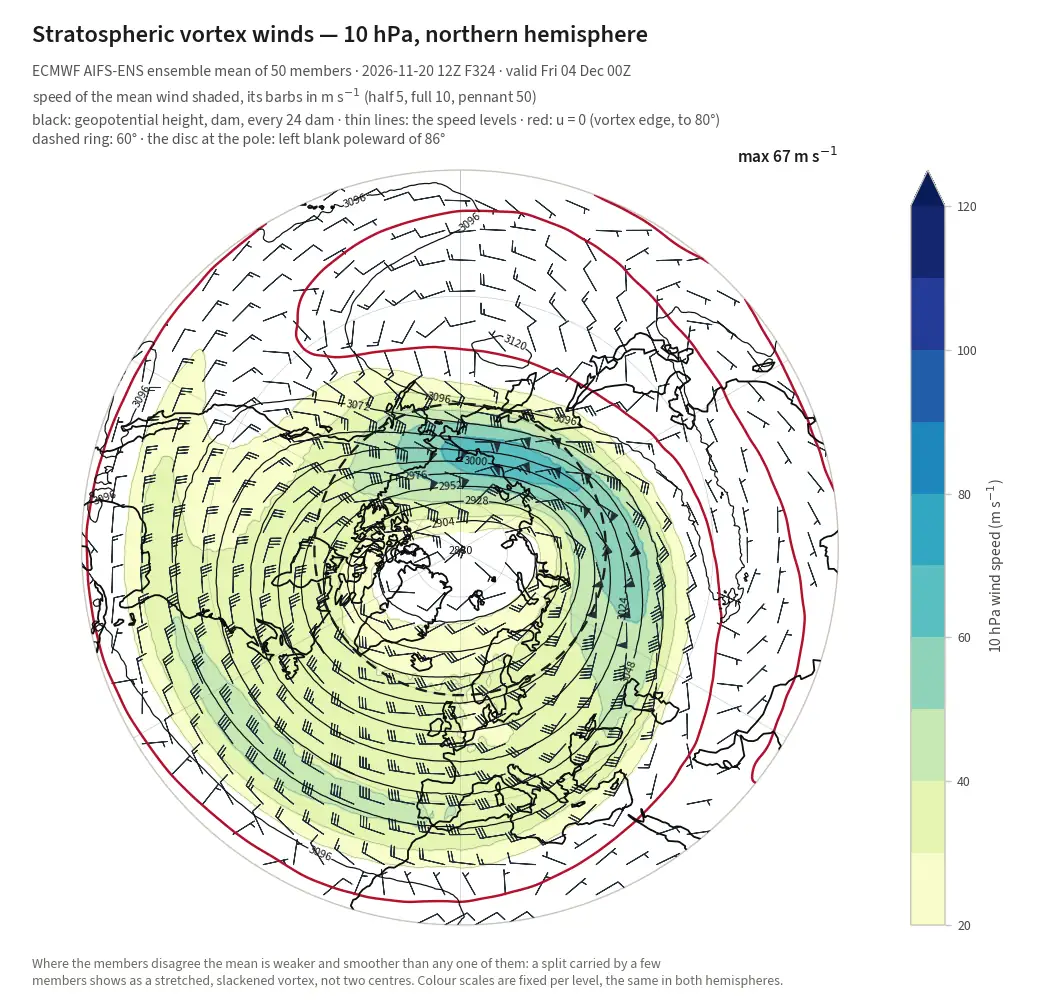 Stratospheric vortex winds — 10 hPa, northern hemisphere
ECMWF AIFS-ENS ensemble mean of 50 members · 2026-11-20 12Z F324 · valid Fri 04 Dec 00Z
speed of the mean wind shaded, its barbs in m s⁻¹ (half 5, full 10, pennant 50)
black: geopotential height, dam, every 24 dam · thin lines: the speed levels · red: u = 0 (vortex edge, to 80°)
dashed ring: 60° · the disc at the pole: left blank poleward of 86°
max 67 m s⁻¹
3096
3096
3120
3096
3072
3096
3096
3000
2976
2952
2928
3096
2904
3096
120
100
80
60
40
20
10 hPa wind speed (m s⁻¹)
Where the members disagree the mean is weaker and smoother than any one of them: a split carried by a few
members shows as a stretched, slackened vortex, not two centres. Colour scales are fixed per level, the same in both hemispheres.